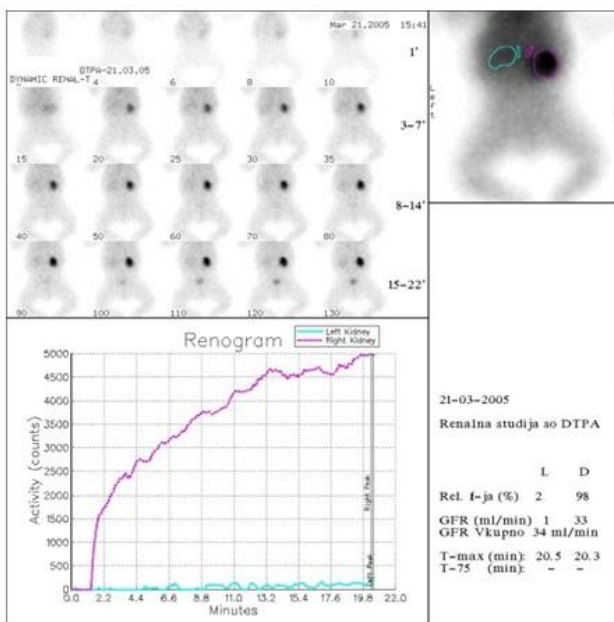 Mar 21,2005 15:41
1'
DTPA-21.03.05
DYNAMIC RENAL-T
4 6 8 10
3-7'
15 20 25 30 35
8-14'
40 50 60 70 80
15-22'
90 100 110 120 130
Renogram
Left Kidney
Right Kidney
Activity (counts)
5000
4500
4000
3500
3000
2500
2000
1500
1000
500
0
Right Peak
Left Peak
0.0 2.2 4.4 6.6 8.8 11.0 13.2 15.4 17.6 19.8 22.0
Minutes
21-03-2005
Renalna studija so DTPA
L D
Rel. f-ja (%) 2 98
GFR (ml/min) 1 33
GFR Vkupno 34 ml/min
T-max (min): 20.5 20.3
T-75 (min): - -